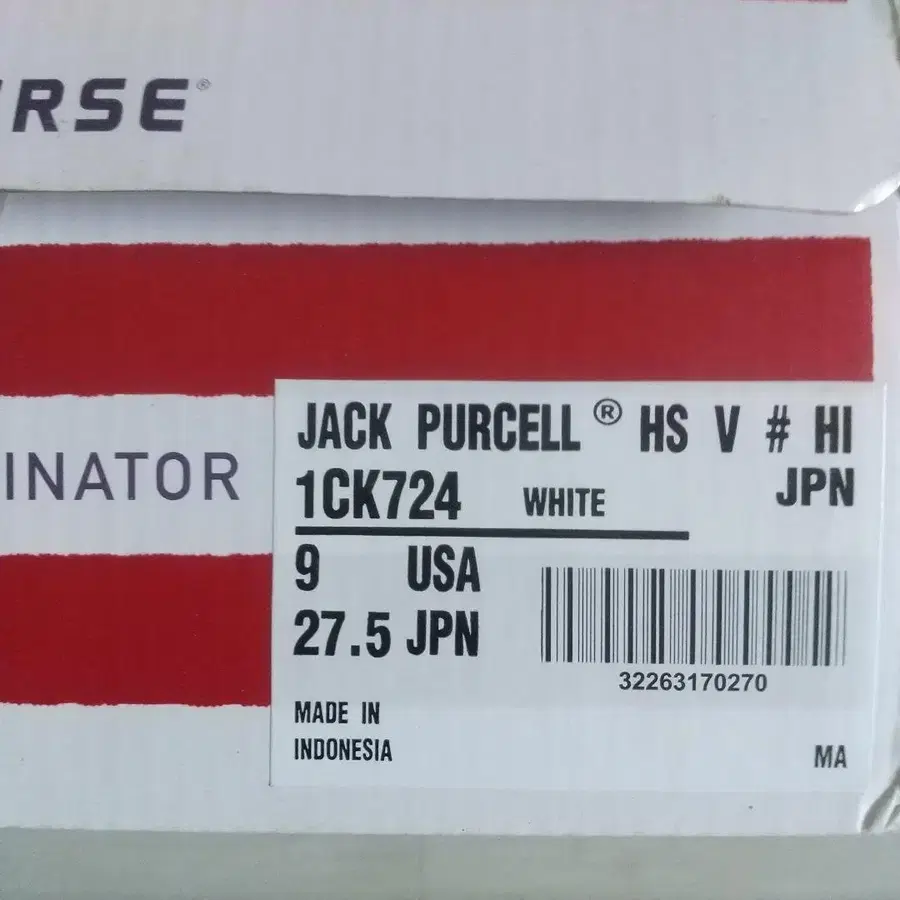 RSE®
INATOR
JACK PURCELL® HS V # HI
1CK724 WHITE JPN
9 USA
27.5 JPN
32263170270
MADE IN
INDONESIA
MA